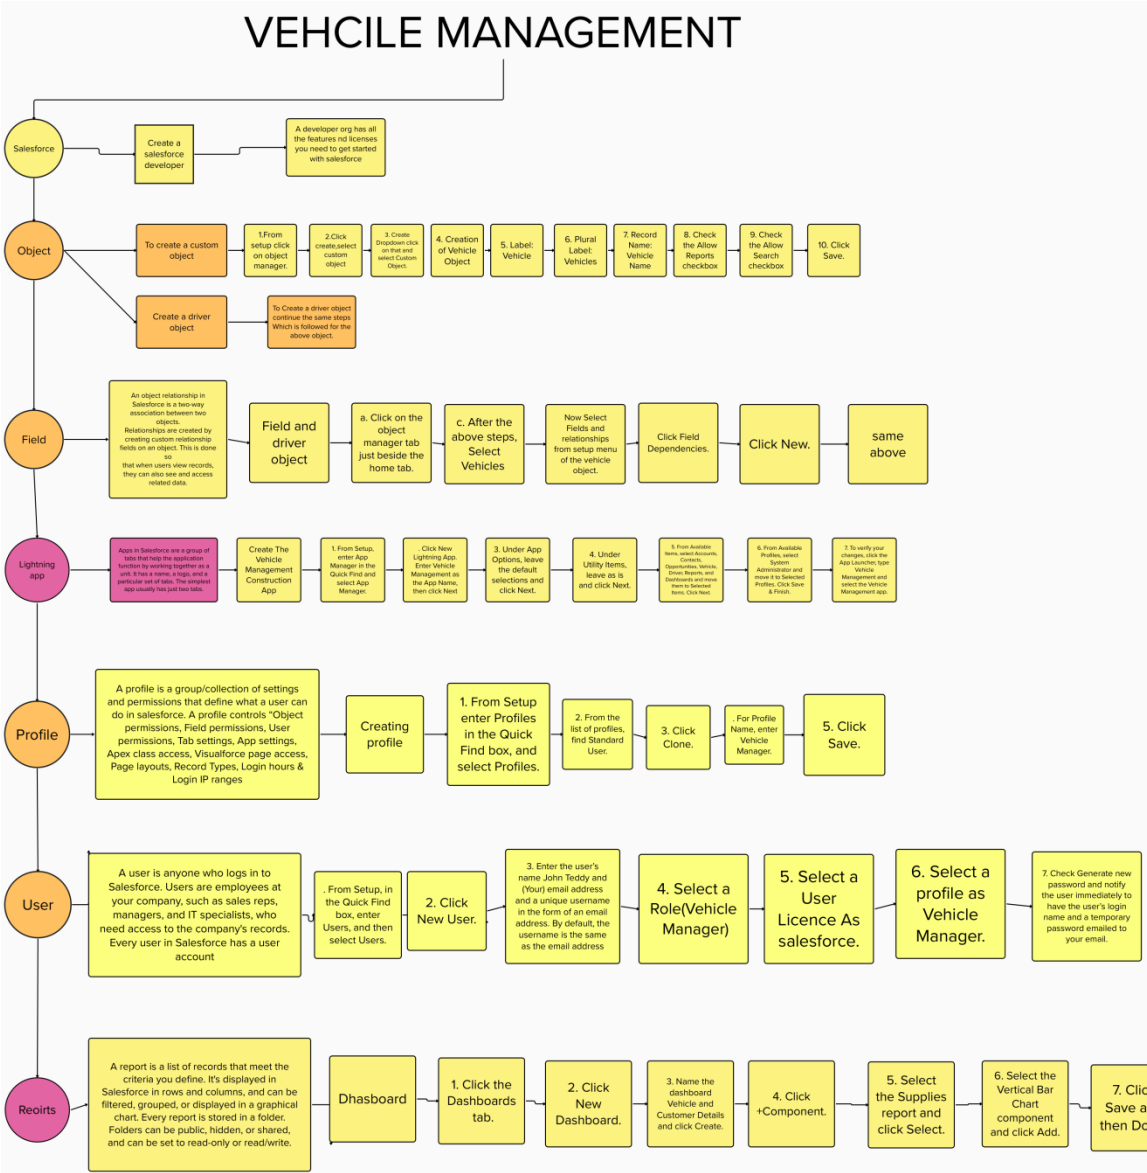 VEHCILE MANAGEMENT
Salesforce
Create a
salesforce
developer
A developer org has all
the features nd licenses
you need to get started
with salesforce
Object
To create a custom
object
1.From
setup click
on object
manager.
2.Click
create,select
custom
object
3. Create
Dropdown click
on that end
select Custom
Object.
4. Creation
of Vehicle
Object
5. Label:
Vehicle
6. Plural
Label:
Vehicles
7. Record
Name:
Vehicle
Name
8. Check
the Allow
Reports
checkbox
9. Check
the Allow
Search
checkbox
10. Click
Save.
Create a driver
object
To Create a driver object
continue the same steps
Which is followed for the
above object.
Field
An object relationship in
Salesforce is a two-way
association between two
objects.
Relationships are created by
creating custom relationship
fields on an object. This is done
so
that when users view records,
they can also see and access
related data.
Field and
driver
object
a. Click on the
object
manager tab
just beside the
home tab.
c. After the
above steps,
Select
Vehicles
Now Select
Fields and
relationships
from setup menu
of the vehicle
object.
Click Field
Dependencies.
Click New.
same
above
Lightning
app
Apps in Salesforce are a group of
tabs that help the application
function by working together as a
unit. It has a name, a logo, and a
particular set of tabs. The simplest
app usually has just two tabs.
Create The
Vehicle
Management
Construction
App
1. From Setup,
enter App
Manager in the
Quick Find and
select App
Manager.
. Click New
Lightning App.
Enter Vehicle
Management as
the App Name,
then click Next
3. Under App
Options, leave
the default
selections and
click Next.
4. Under
Utility Items,
leave as is
and click Next.
5. From Available
Items, select Accounts,
Contacts,
Opportunities, Vehicle,
Driver, Reports, and
Dashboards and move
them to Selected
Items. Click Next.
6. From Available
Profiles, select
System
Administrator and
move it to Selected
Profiles. Click Save
& Finish.
7. To verify your
changes, click the
App Launcher, type
Vehicle
Management and
select the Vehicle
Management app.
Profile
A profile is a group/collection of settings
and permissions that define what a user can
do in salesforce. A profile controls "Object
permissions, Field permissions, User
permissions, Tab settings, App settings,
Apex class access, Visualforce page access,
Page layouts, Record Types, Login hours &
Login IP ranges
Creating
profile
1. From Setup
enter Profiles
in the Quick
Find box, and
select Profiles.
2. From the
list of profiles,
find Standard
User.
3. Click
Clone.
. For Profile
Name, enter
Vehicle
Manager.
5. Click
Save.
User
A user is anyone who logs in to
Salesforce. Users are employees at
your company, such as sales reps,
managers, and IT specialists, who
need access to the company's records.
Every user in Salesforce has a user
account
. From Setup, in
the Quick Find
box, enter
Users, and then
select Users.
2. Click
New User.
3. Enter the user's
name John Teddy and
(Your) email address
and a unique username
in the form of an email
address. By default, the
username is the same
as the email address
4. Select a
Role(Vehicle
Manager)
5. Select a
User
Licence As
salesforce.
6. Select a
profile as
Vehicle
Manager.
7. Check Generate new
password and notify
the user immediately to
have the user's login
name and a temporary
password emailed to
your email.
Reoirts
A report is a list of records that meet the
criteria you define. It's displayed in
Salesforce in rows and columns, and can be
filtered, grouped, or displayed in a graphical
chart. Every report is stored in a folder.
Folders can be public, hidden, or shared,
and can be set to read-only or read/write.
Dhasboard
1. Click the
Dashboards
tab.
2. Click
New
Dashboard.
3. Name the
dashboard
Vehicle and
Customer Details
and click Create.
4. Click
+Component.
5. Select
the Supplies
report and
click Select.
6. Select the
Vertical Bar
Chart
component
and click Add.
7. Clic
Save a
then Do